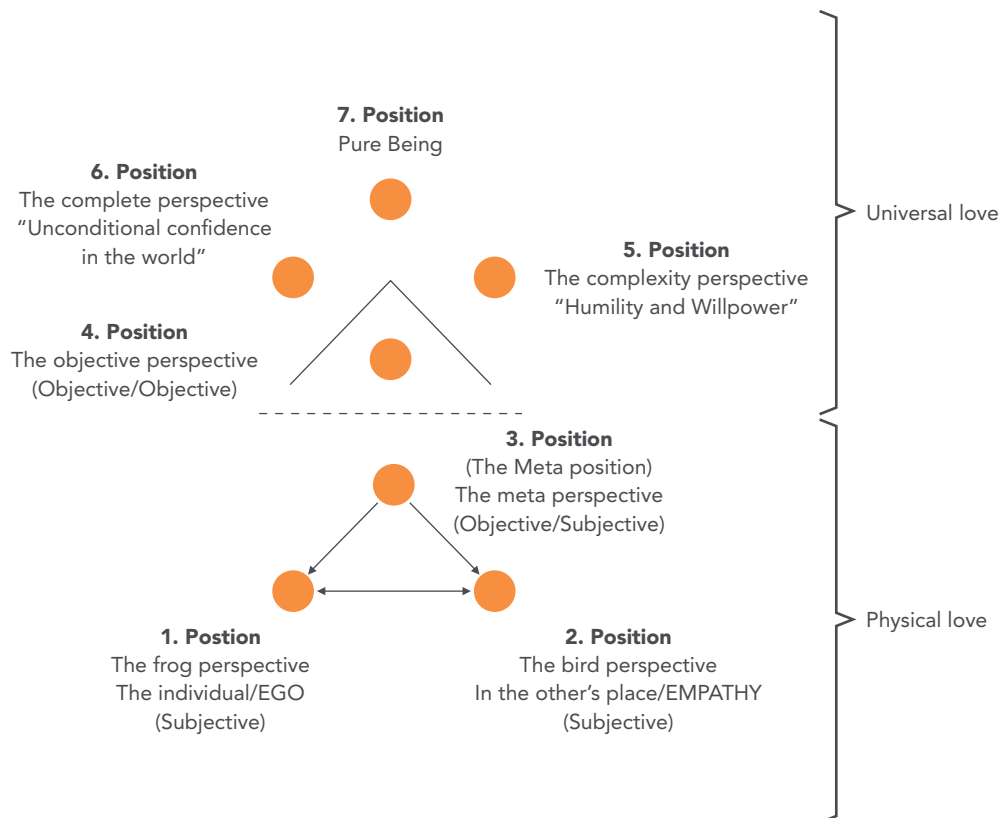 7. Position
Pure Being
6. Position
The complete perspective
“Unconditional confidence
in the world”
Universal love
5. Position
The complexity perspective
“Humility and Willpower”
4. Position
The objective perspective
(Objective/Objective)
3. Position
(The Meta position)
The meta perspective
(Objective/Subjective)
Physical love
1. Postion
The frog perspective
The individual/EGO
(Subjective)
2. Position
The bird perspective
In the other’s place/EMPATHY
(Subjective)